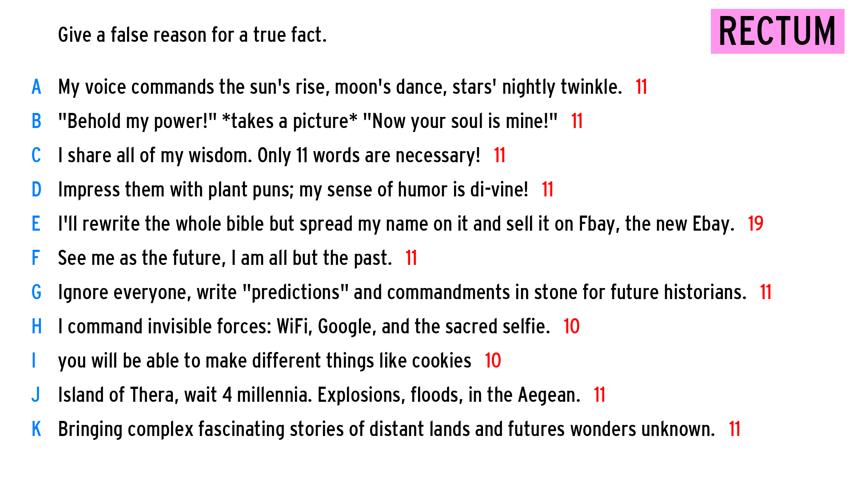 Give a false reason for a true fact.
RECTUM
A My voice commands the sun's rise, moon's dance, stars' nightly twinkle. 11
B "Behold my power!" *takes a picture* "Now your soul is mine!" 11
C I share all of my wisdom. Only 11 words are necessary! 11
D Impress them with plant puns; my sense of humor is di-vine! 11
E I'll rewrite the whole bible but spread my name on it and sell it on Fbay, the new Ebay. 19
F See me as the future, I am all but the past. 11
G Ignore everyone, write "predictions" and commandments in stone for future historians. 11
H I command invisible forces: WiFi, Google, and the sacred selfie. 10
I you will be able to make different things like cookies 10
J Island of Thera, wait 4 millennia. Explosions, floods, in the Aegean. 11
K Bringing complex fascinating stories of distant lands and futures wonders unknown. 11